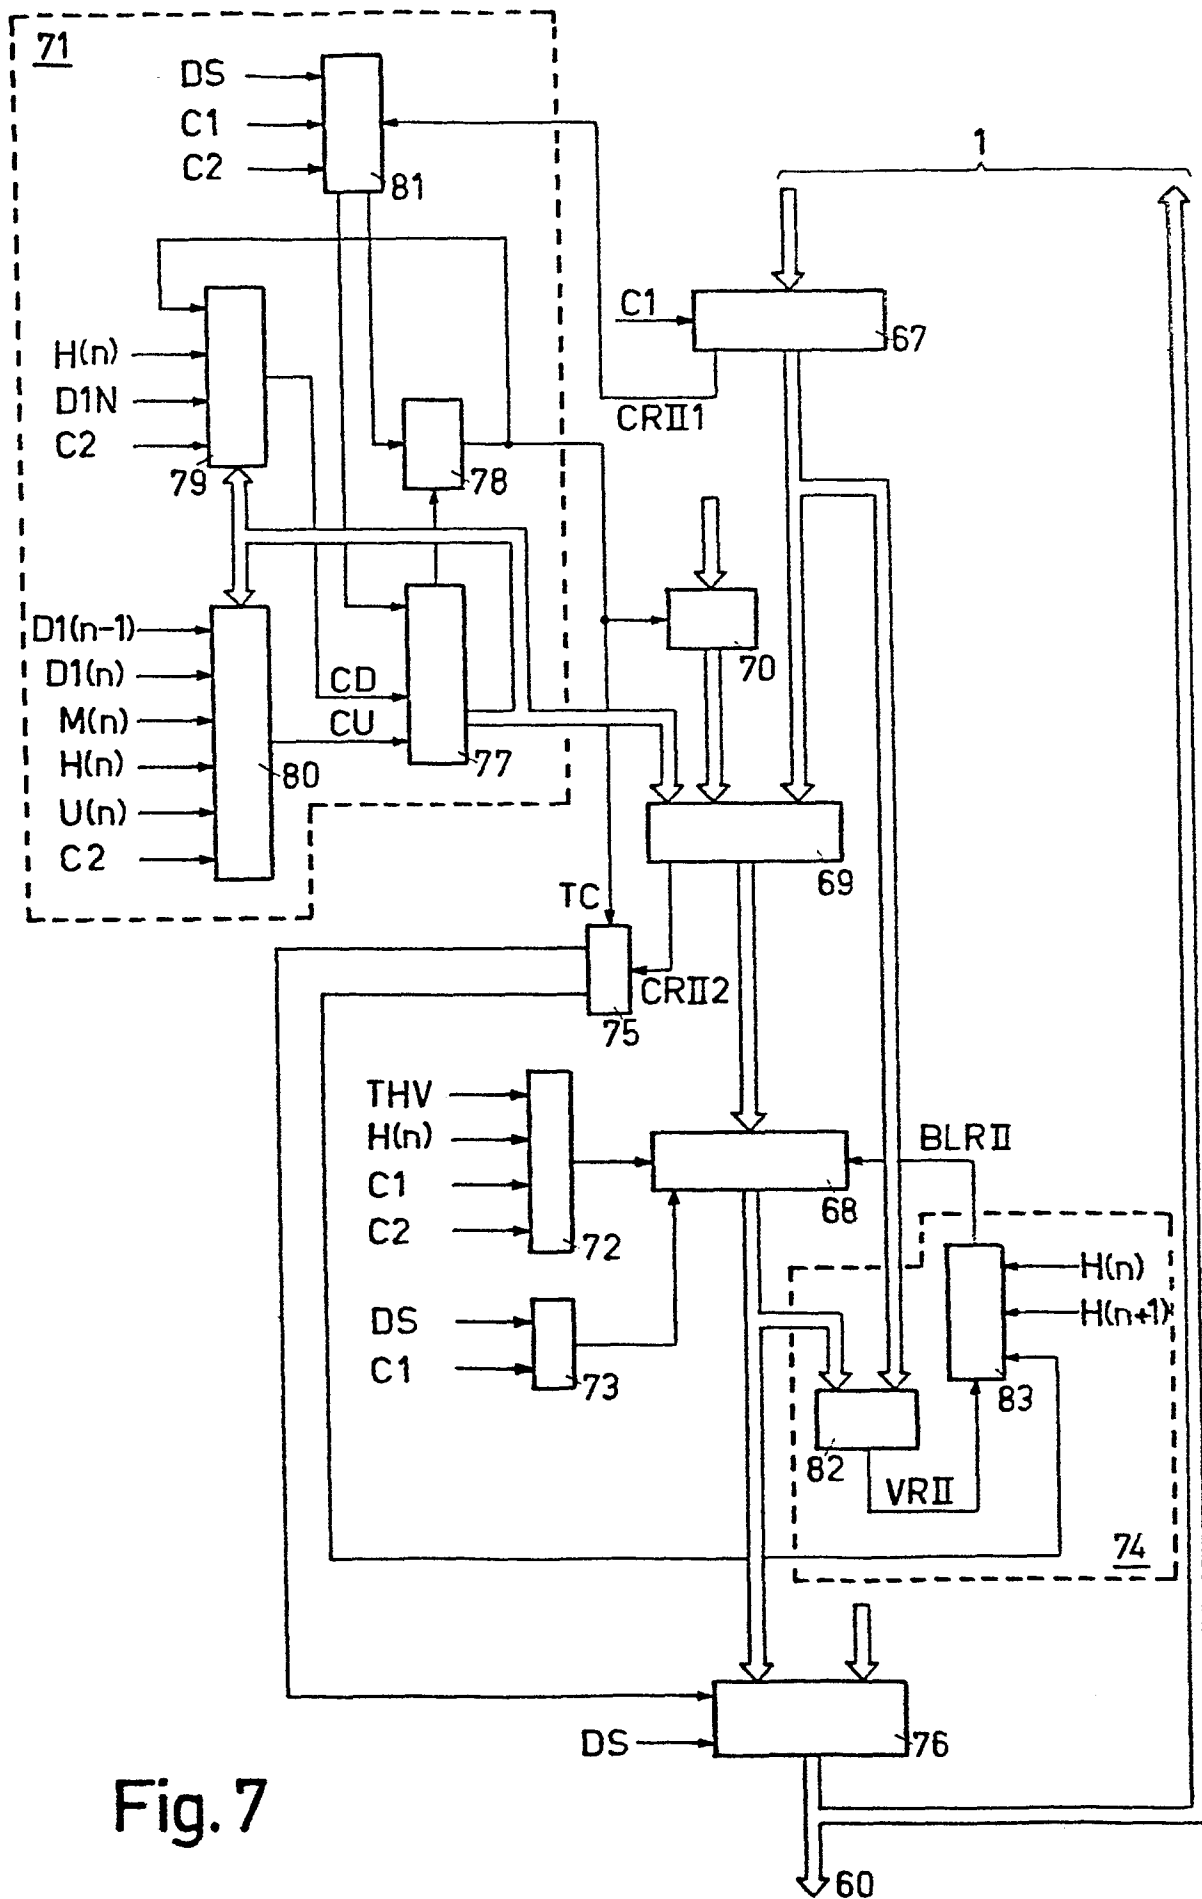 71
DS
C1
C2
81
1
C1
67
CRII1
H(n)
D1N
C2
79
78
70
D1(n-1)
D1(n)
M(n)
H(n)
U(n)
C2
80
CD
CU
77
69
TC
CRII2
75
THV
H(n)
C1
C2
72
BLRII
68
DS
C1
73
H(n)
H(n+1)
83
82
VRII
74
DS
76
60
Fig. 7